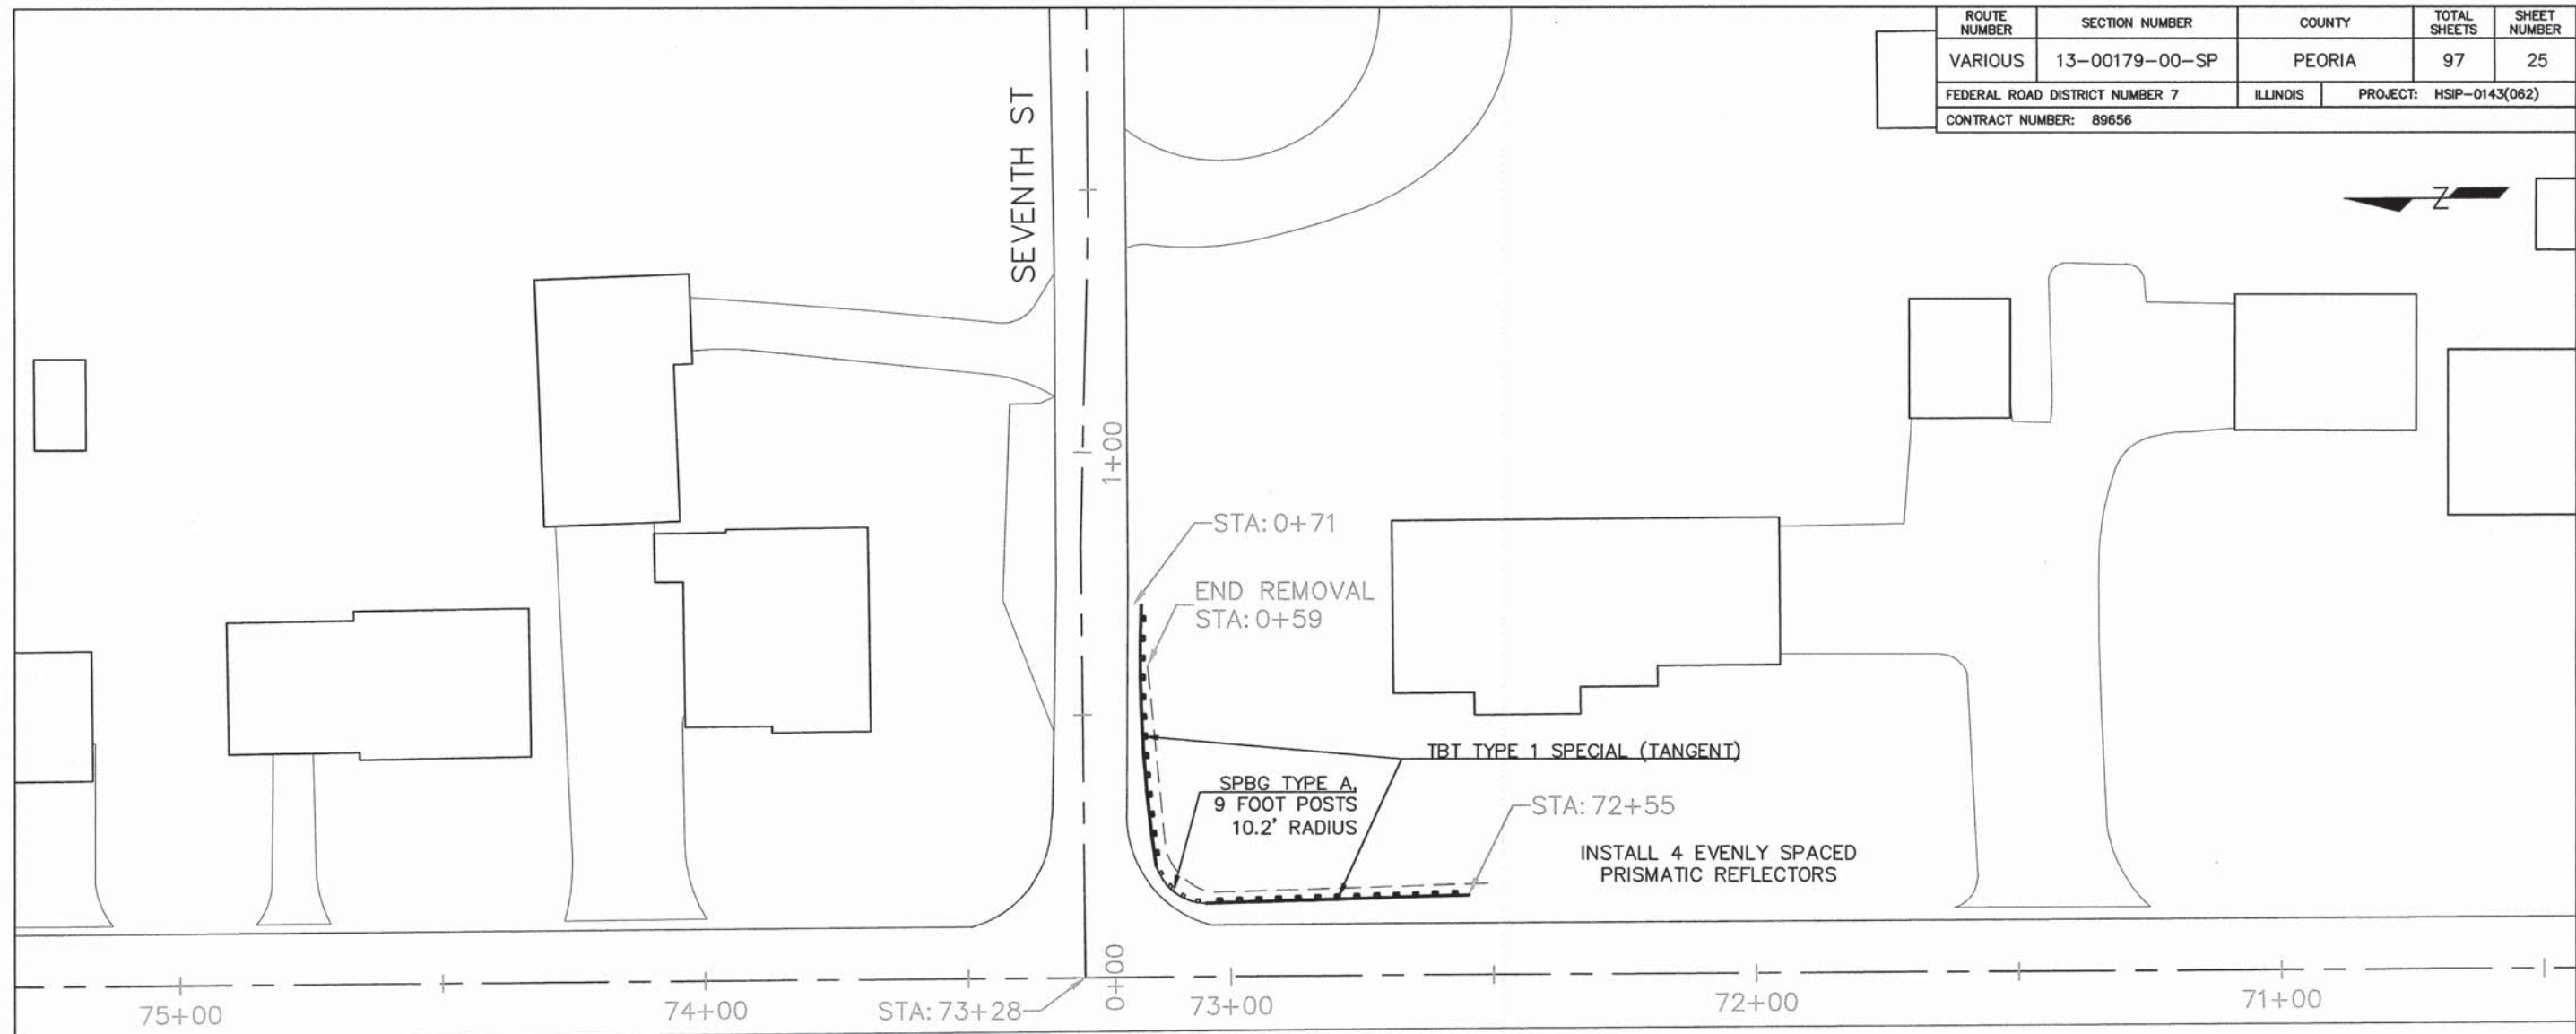 ROUTE NUMBER
SECTION NUMBER
COUNTY
TOTAL SHEETS
SHEET NUMBER
VARIOUS
13-00179-00-SP
PEORIA
97
25
FEDERAL ROAD DISTRICT NUMBER 7
ILLINOIS
PROJECT: HSIP-0143(062)
CONTRACT NUMBER: 89656
Z
SEVENTH ST
1+00
STA: 0+71
END REMOVAL
STA: 0+59
TBT TYPE 1 SPECIAL (TANGENT)
SPBG TYPE A,
9 FOOT POSTS
10.2' RADIUS
STA: 72+55
INSTALL 4 EVENLY SPACED
PRISMATIC REFLECTORS
0+00
75+00
74+00
STA: 73+28
73+00
72+00
71+00